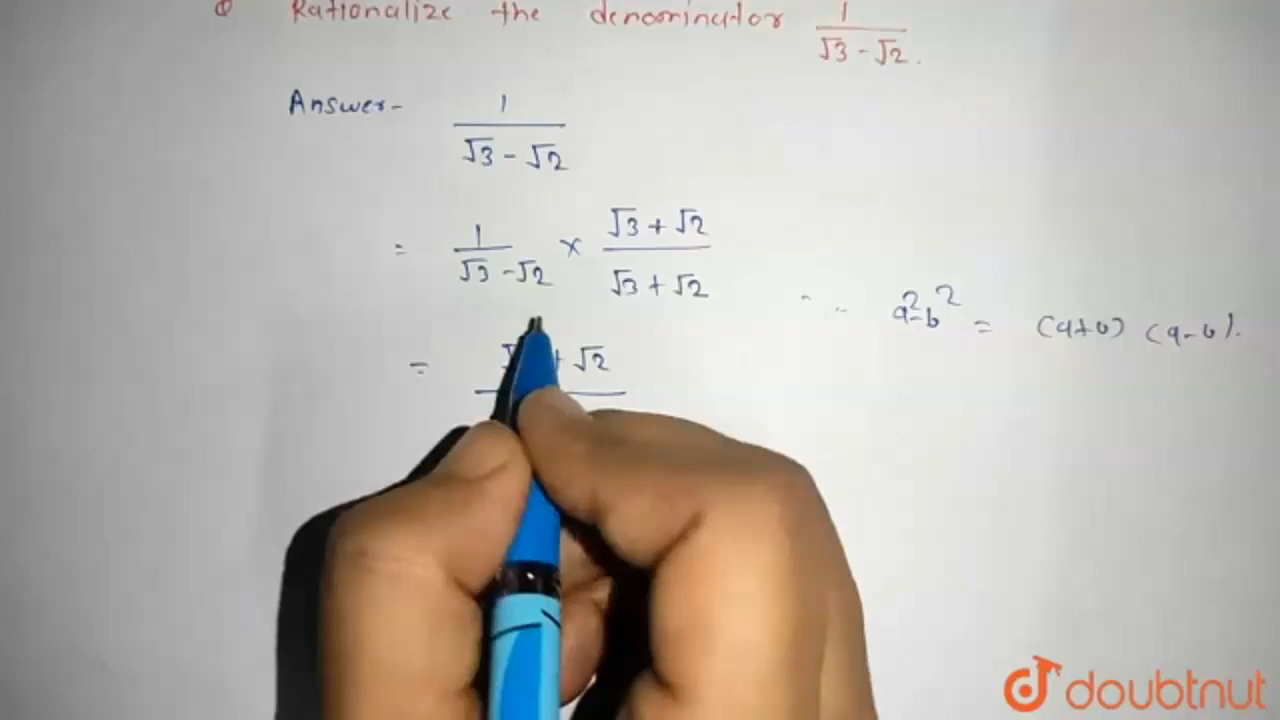 Q Rationalize the denominator 1/(√3 - √2).
Answer- 1/(√3 - √2)
= 1/(√3 - √2) × (√3 + √2)/(√3 + √2)
∵ a² - b² = (a+b) (a-b).
= + √2
doubtnut